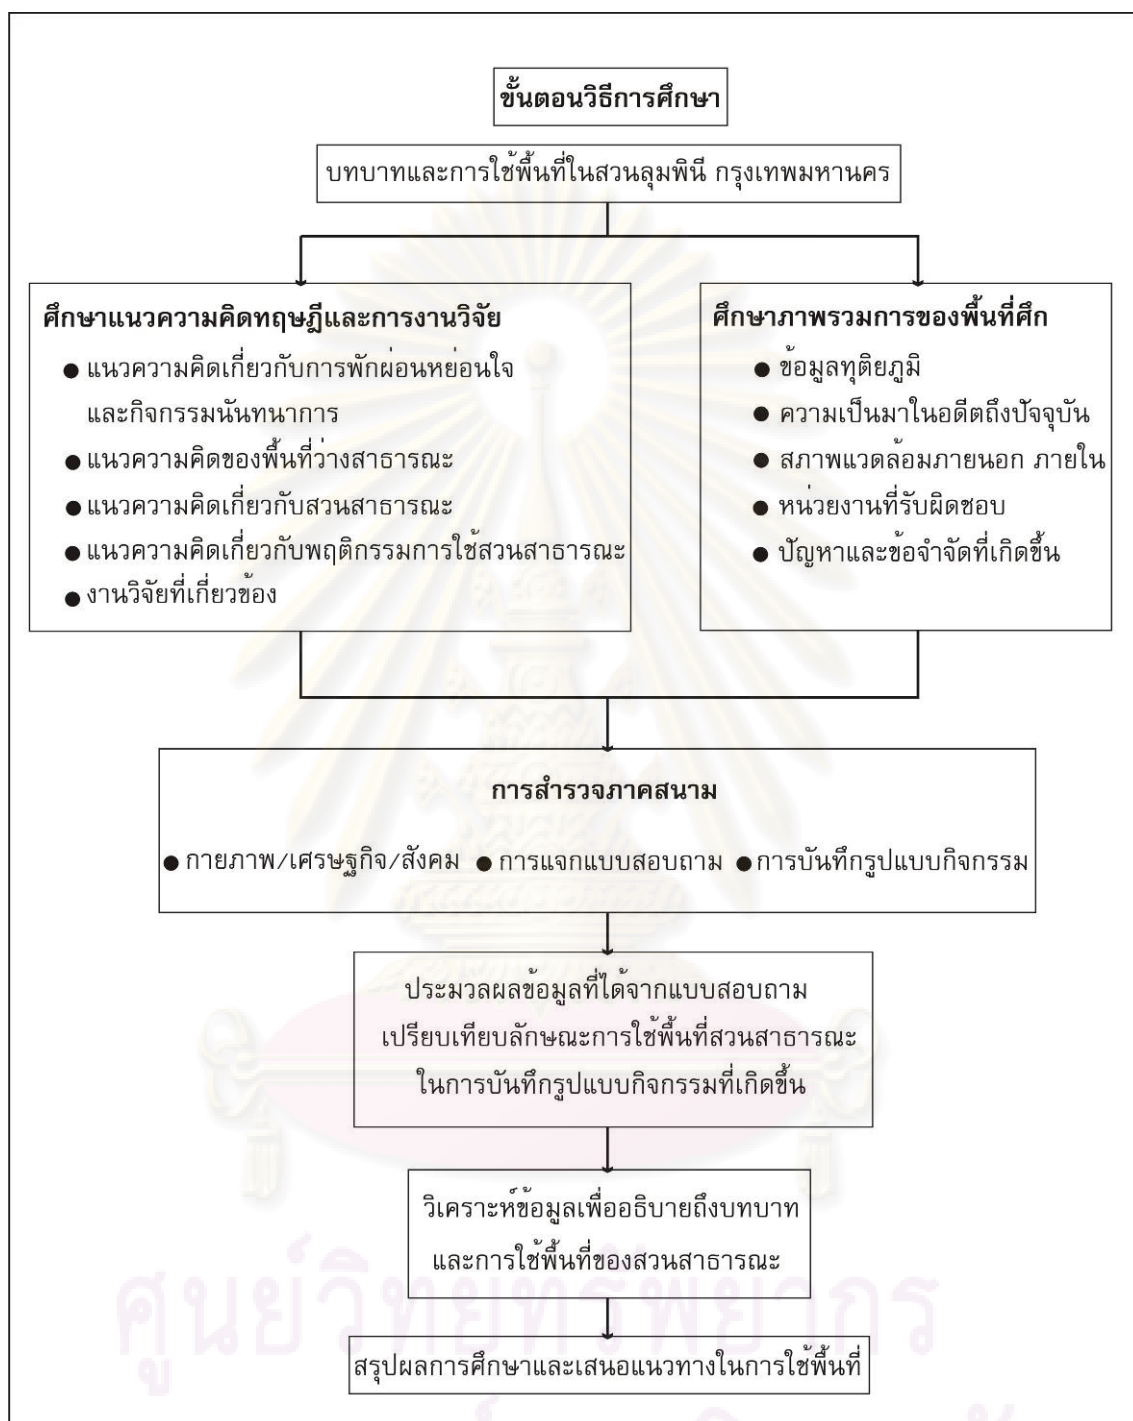 ขั้นตอนวิธีการศึกษา
บทบาทและการใช้พื้นที่ในสวนลุมพินี กรุงเทพมหานคร
ศึกษาแนวความคิดทฤษฎีและการงานวิจัย
● แนวความคิดเกี่ยวกับการพักผ่อนหย่อนใจ
และกิจกรรมนันทนาการ
● แนวความคิดของพื้นที่ว่างสาธารณะ
● แนวความคิดเกี่ยวกับสวนสาธารณะ
● แนวความคิดเกี่ยวกับพฤติกรรมการใช้สวนสาธารณะ
● งานวิจัยที่เกี่ยวข้อง
ศึกษาภาพรวมการของพื้นที่ศึก
● ข้อมูลทุติยภูมิ
● ความเป็นมาในอดีตถึงปัจจุบัน
● สภาพแวดล้อมภายนอก ภายใน
● หน่วยงานที่รับผิดชอบ
● ปัญหาและข้อจำจัดที่เกิดขึ้น
การสำรวจภาคสนาม
● กายภาพ/เศรษฐกิจ/สังคม ● การแจกแบบสอบถาม ● การบันทึกรูปแบบกิจกรรม
ประมวลผลข้อมูลที่ได้จากแบบสอบถาม
เปรียบเทียบลักษณะการใช้พื้นที่สวนสาธารณะ
ในการบันทึกรูปแบบกิจกรรมที่เกิดขึ้น
วิเคราะห์ข้อมูลเพื่ออธิบายถึงบทบาท
และการใช้พื้นที่ของสวนสาธารณะ
ศูนย์วิทยทรัพยากร
สรุปผลการศึกษาและเสนอแนวทางในการใช้พื้นที่